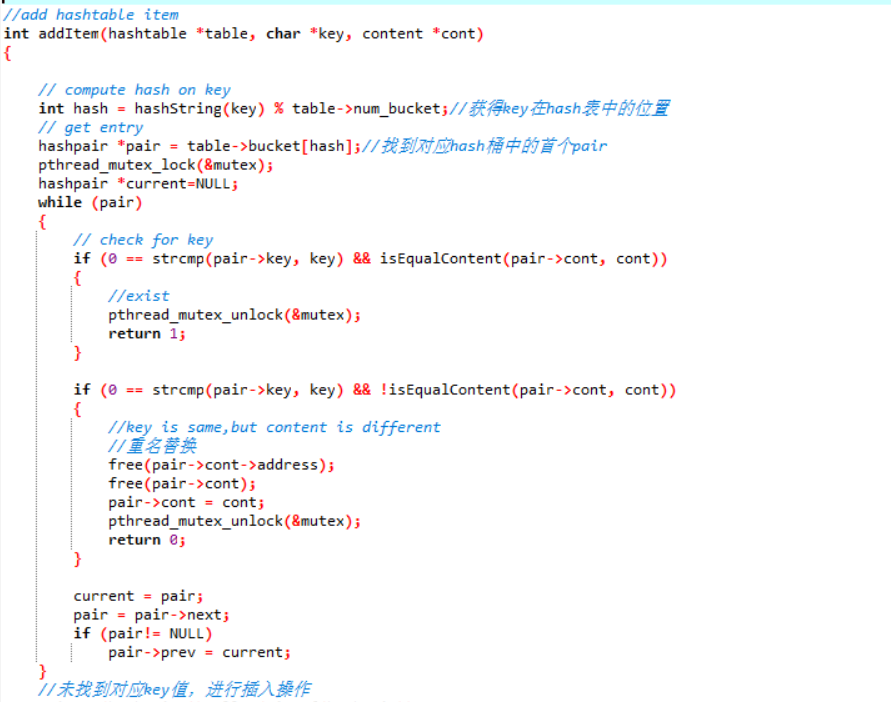 //add hashtable item
int addItem(hashtable *table, char *key, content *cont)
{
// compute hash on key
int hash = hashString(key) % table->num_bucket;//获得key在hash表中的位置
// get entry
hashpair *pair = table->bucket[hash];//找到对应hash桶中的首个pair
pthread_mutex_lock(&mutex);
hashpair *current=NULL;
while (pair)
{
// check for key
if (0 == strcmp(pair->key, key) && isEqualContent(pair->cont, cont))
{
//exist
pthread_mutex_unlock(&mutex);
return 1;
}
if (0 == strcmp(pair->key, key) && !isEqualContent(pair->cont, cont))
{
//key is same,but content is different
//重名替换
free(pair->cont->address);
free(pair->cont);
pair->cont = cont;
pthread_mutex_unlock(&mutex);
return 0;
}
current = pair;
pair = pair->next;
if (pair!= NULL)
pair->prev = current;
}
//未找到对应key值，进行插入操作